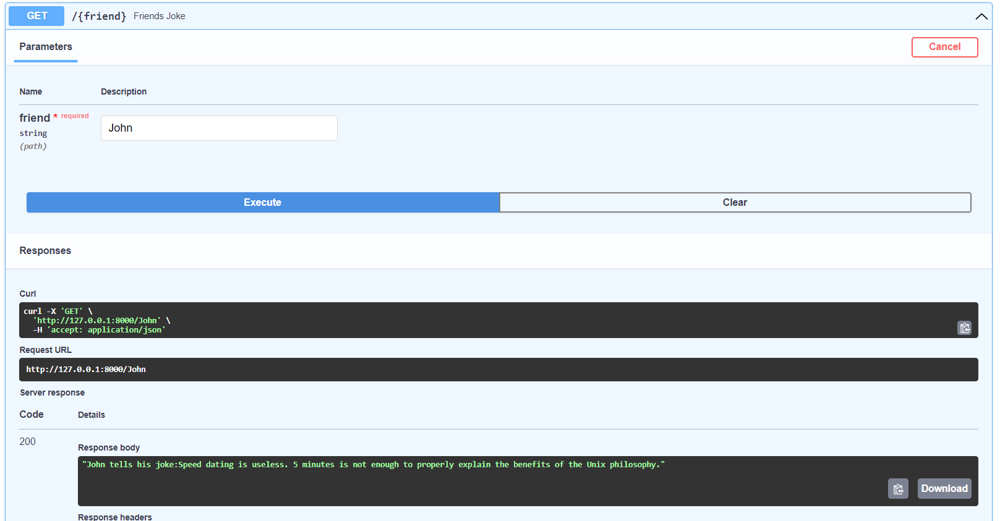 GET /{friend} Friends Joke
Parameters
Cancel
Name Description
friend * required
string
(path)
John
Execute Clear
Responses
Curl
curl -X 'GET' \
'http://127.0.0.1:8000/John' \
-H 'accept: application/json'
Request URL
http://127.0.0.1:8000/John
Server response
Code Details
200
Response body
"John tells his joke:Speed dating is useless. 5 minutes is not enough to properly explain the benefits of the Unix philosophy."
Download
Response headers